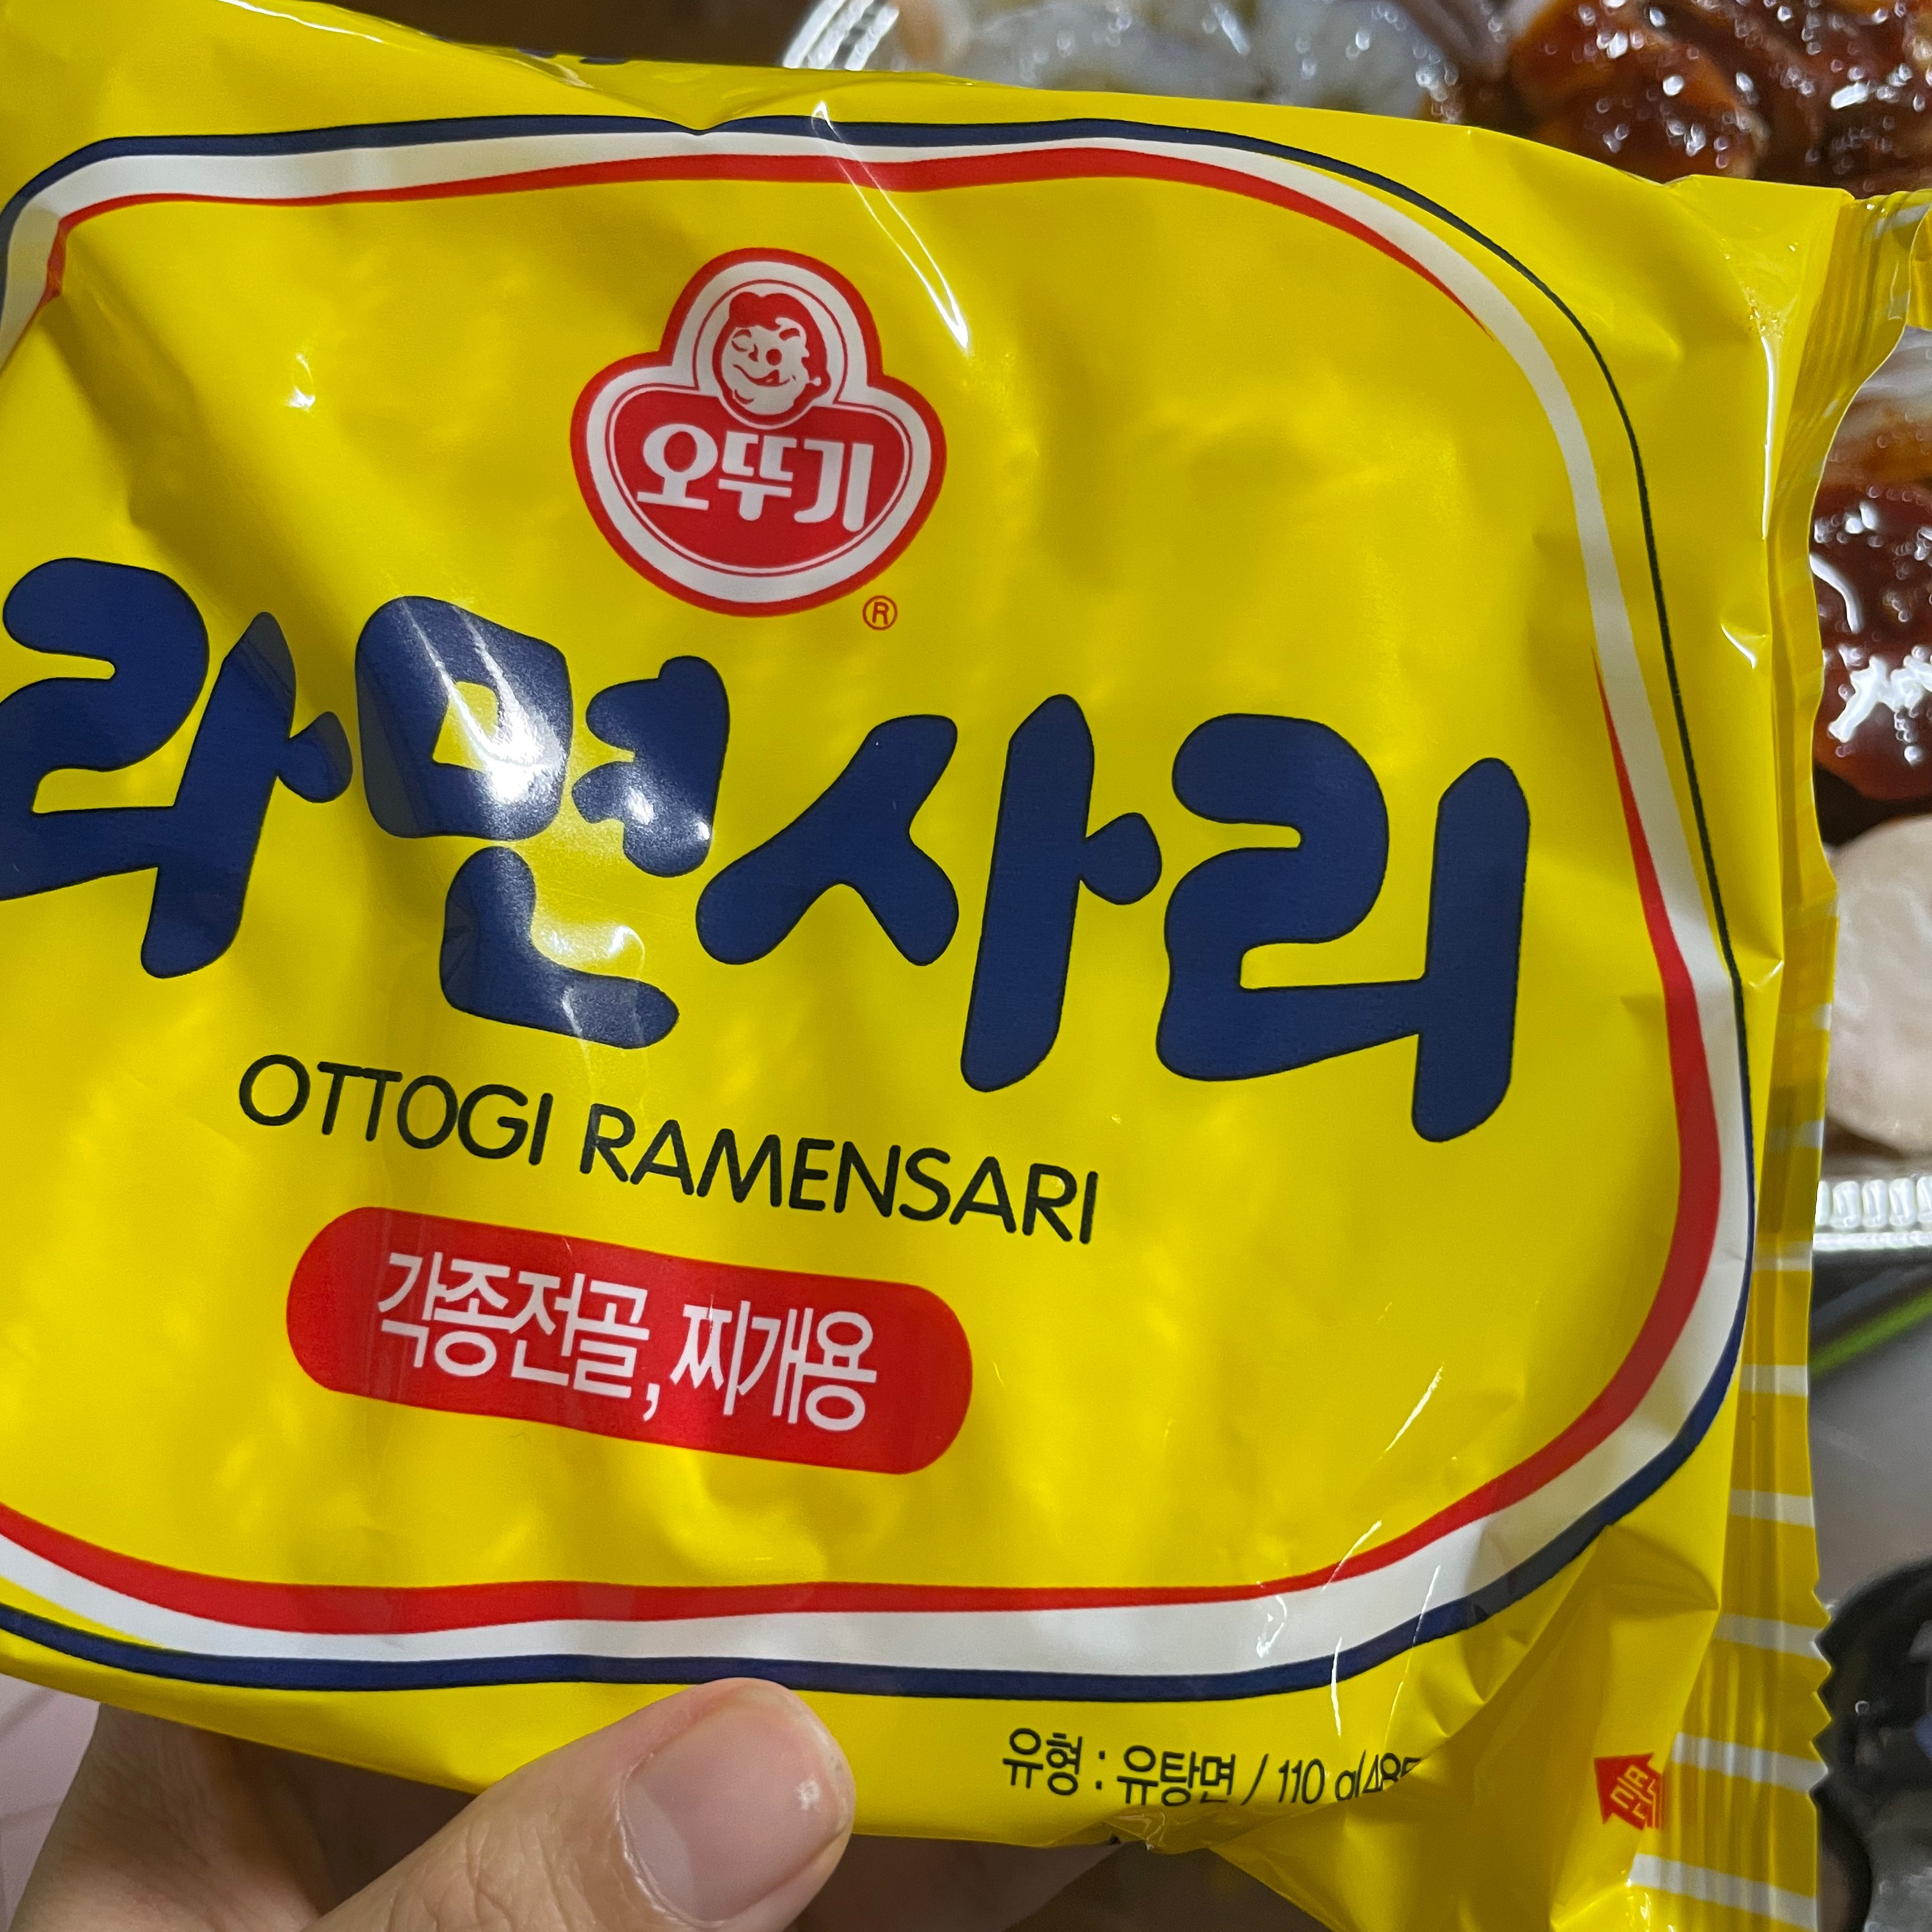 오뚜기
®
라면사리
OTTOGI RAMENSARI
각종전골, 찌개용
유형 : 유탕면 / 110 g